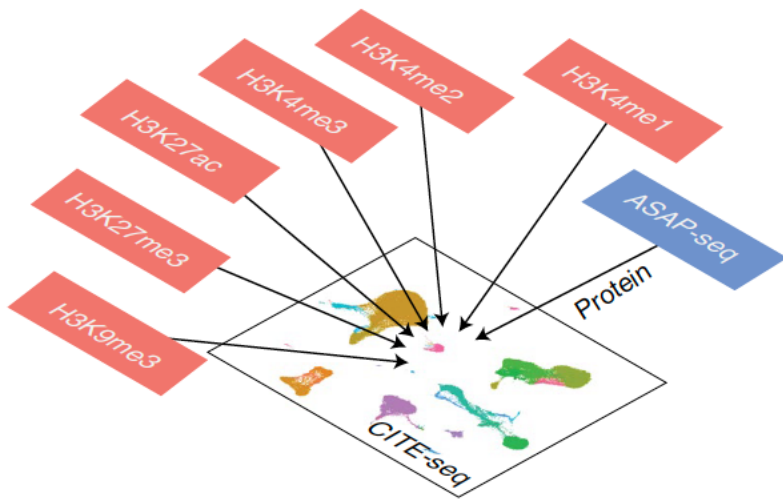 H3K4me2
H3K4me1
H3K4me3
H3K27ac
ASAP-seq
H3K27me3
Protein
H3K9me3
CITE-seq